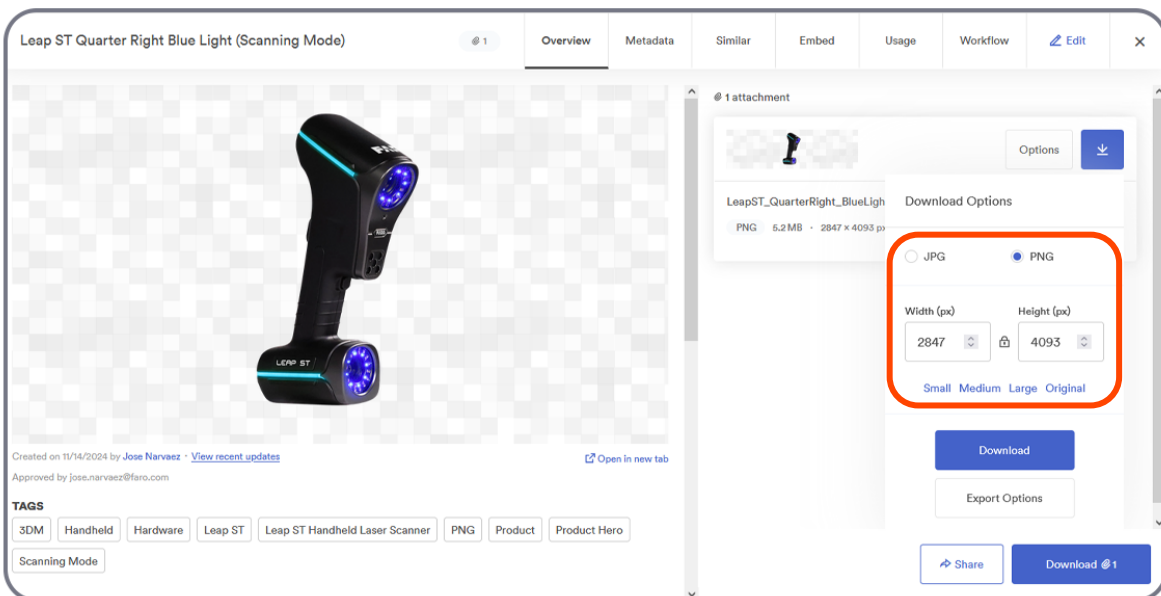 Leap ST Quarter Right Blue Light (Scanning Mode)
1
Overview
Metadata
Similar
Embed
Usage
Workflow
Edit
LEAP ST
Created on 11/14/2024 by Jose Narvaez · View recent updates
Open in new tab
Approved by jose.narvaez@faro.com
TAGS
3DM
Handheld
Hardware
Leap ST
Leap ST Handheld Laser Scanner
PNG
Product
Product Hero
Scanning Mode
1 attachment
Options
LeapST_QuarterRight_BlueLigh
PNG 5.2 MB · 2847 × 4093 px
Download Options
JPG
PNG
Width (px)
Height (px)
2847
4093
Small Medium Large Original
Download
Export Options
Share
Download 1